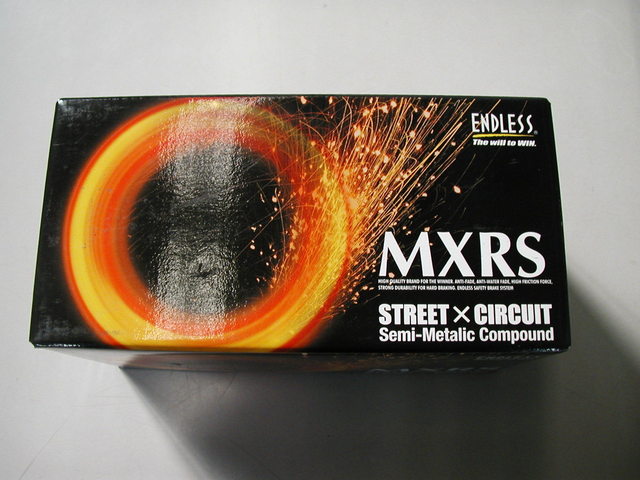 ENDLESS
The will to WIN.
MXRS
HIGH QUALITY BRAND FOR THE WINNER. ANTI-FADE, ANTI-WATER FADE, HIGH FRICTION FORCE,
STRONG DURABILITY FOR HARD BRAKING. ENDLESS SAFETY BRAKE SYSTEM
STREET X CIRCUIT
Semi-Metalic Compound